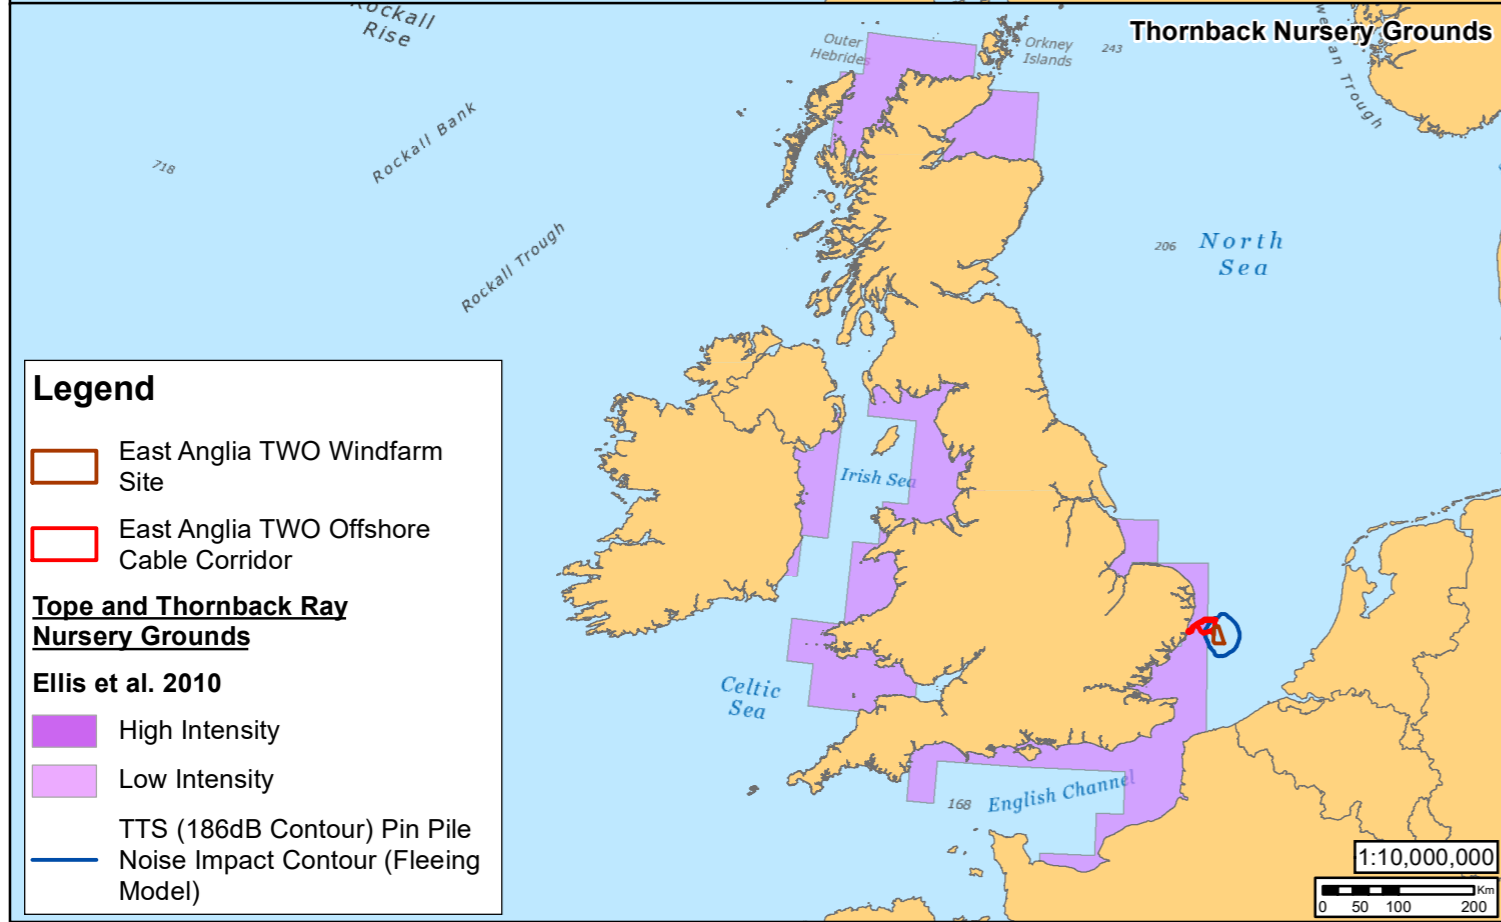 Rockall
Rise
Thornback Nursery Grounds
Outer
Hebrides
Orkney
Islands
243
Trough
Rockall Bank
718
Rockall Trough
206
North
Sea
Legend
East Anglia TWO Windfarm
Site
East Anglia TWO Offshore
Cable Corridor
Tope and Thornback Ray
Nursery Grounds
Ellis et al. 2010
High Intensity
Low Intensity
TTS (186dB Contour) Pin Pile
Noise Impact Contour (Fleeing
Model)
Irish Sea
Celtic
Sea
168
English Channel
1:10,000,000
Km
0 50 100 200